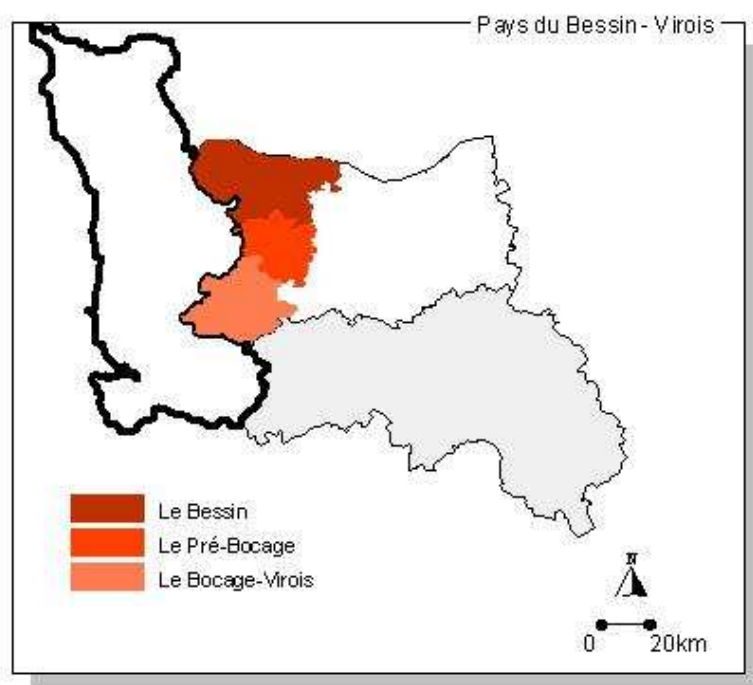 Pays du Bessin - Virois
Le Bessin
Le Pré-Bocage
Le Bocage-Virois
N
0 20km